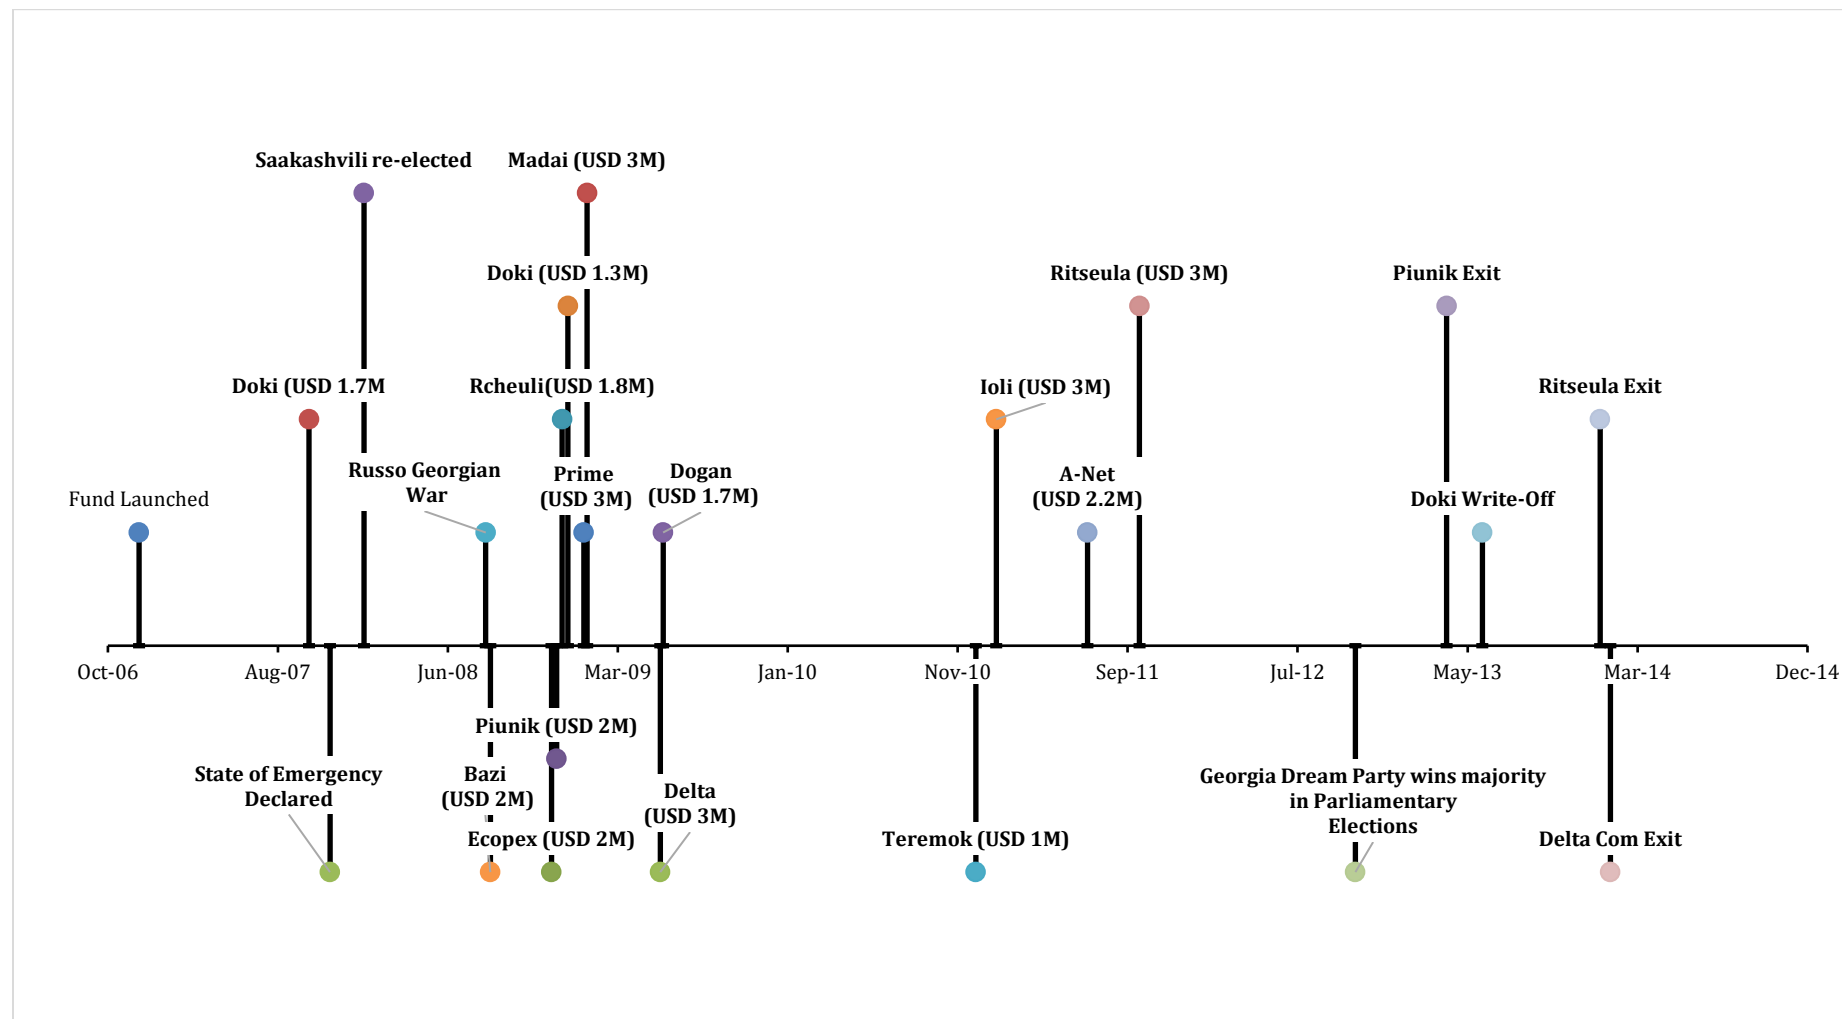 Saakashvili re-elected
Madai (USD 3M)
Doki (USD 1.3M)
Ritseula (USD 3M)
Piunik Exit
Doki (USD 1.7M
Rcheuli(USD 1.8M)
Ioli (USD 3M)
Ritseula Exit
Fund Launched
Russo Georgian
War
Prime
(USD 3M)
Dogan
(USD 1.7M)
A-Net
(USD 2.2M)
Doki Write-Off
Oct-06
Aug-07
Jun-08
Mar-09
Jan-10
Nov-10
Sep-11
Jul-12
May-13
Mar-14
Dec-14
Piunik (USD 2M)
State of Emergency
Declared
Bazi
(USD 2M)
Delta
(USD 3M)
Georgia Dream Party wins majority
in Parliamentary
Elections
Ecopex (USD 2M)
Teremok (USD 1M)
Delta Com Exit